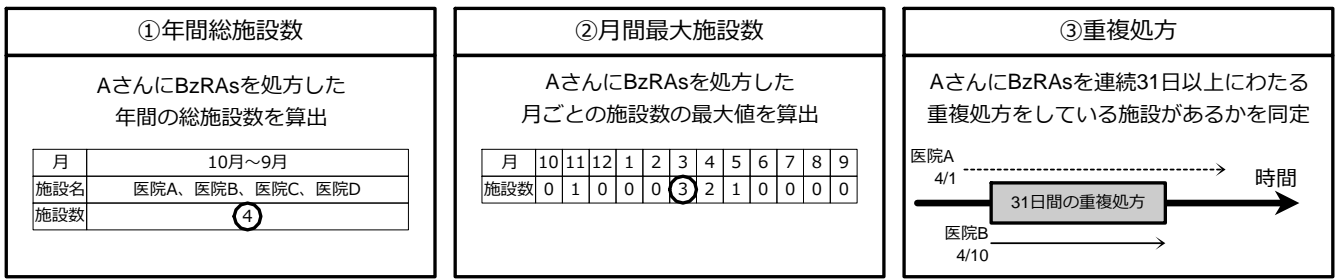 ①年間総施設数
AさんにBzRAsを処方した
年間の総施設数を算出
月 10月～9月
施設名 医院A、医院B、医院C、医院D
施設数 4
②月間最大施設数
AさんにBzRAsを処方した
月ごとの施設数の最大値を算出
月 10 11 12 1 2 3 4 5 6 7 8 9
施設数 0 1 0 0 0 3 2 1 0 0 0 0
③重複処方
AさんにBzRAsを連続31日以上にわたる
重複処方をしている施設があるかを同定
医院A
4/1
時間
31日間の重複処方
医院B
4/10